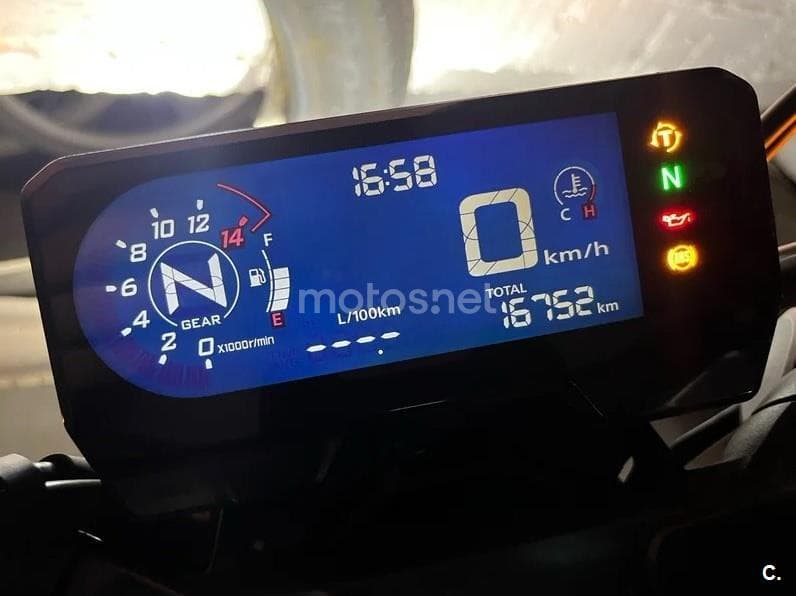 16:58
T
N
ABS
0 km/h
C H
TOTAL
16752 km
14
12
10
8
6
4
2
0 X1000r/min
N
GEAR
F
E
L/100km
----
motos.net
C.